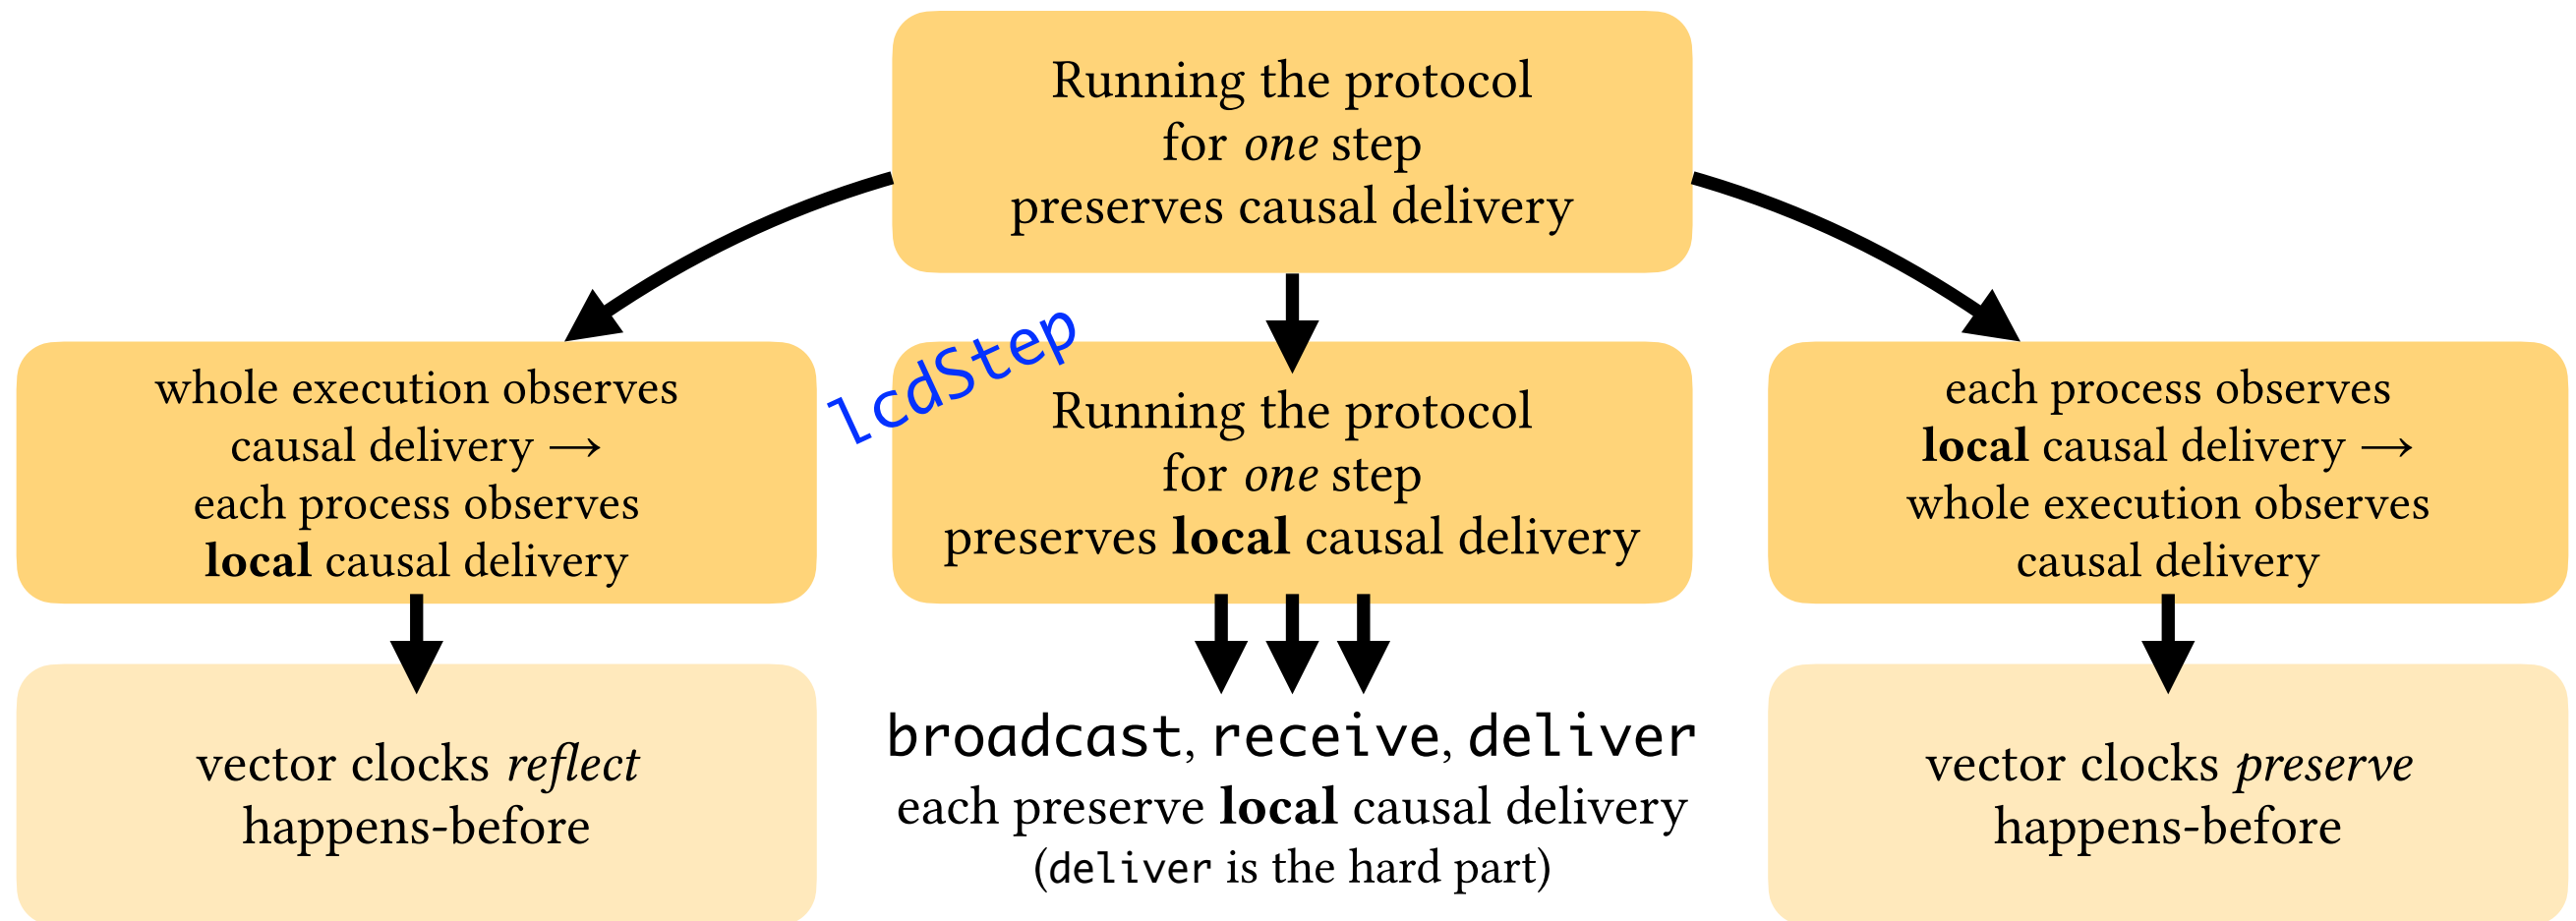 Running the protocol
for one step
preserves causal delivery
whole execution observes
causal delivery →
each process observes
local causal delivery
lcdStep
Running the protocol
for one step
preserves local causal delivery
each process observes
local causal delivery →
whole execution observes
causal delivery
vector clocks reflect
happens-before
broadcast, receive, deliver
each preserve local causal delivery
(deliver is the hard part)
vector clocks preserve
happens-before